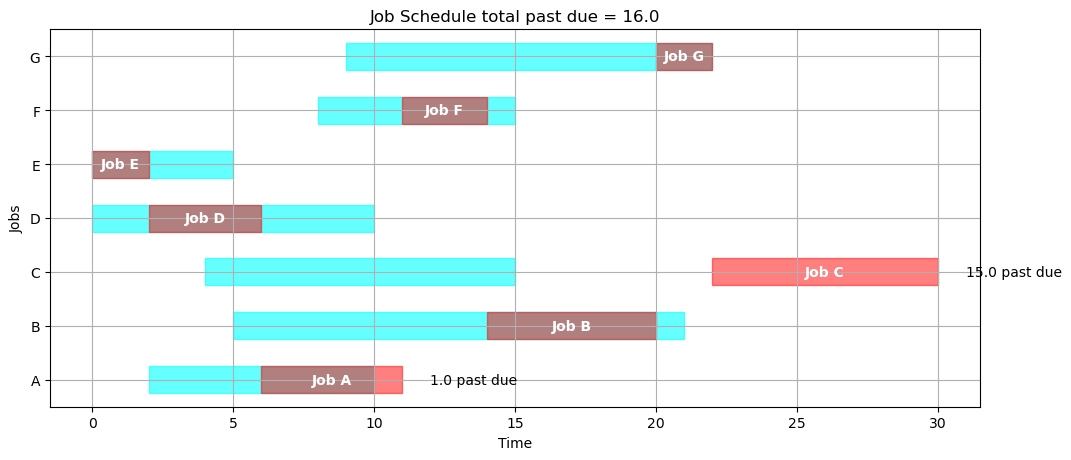 Job Schedule total past due = 16.0
G
Job G
F
Job F
E
Job E
D
Job D
C
Job C
15.0 past due
B
Job B
A
Job A
1.0 past due
Jobs
0 5 10 15 20 25 30
Time